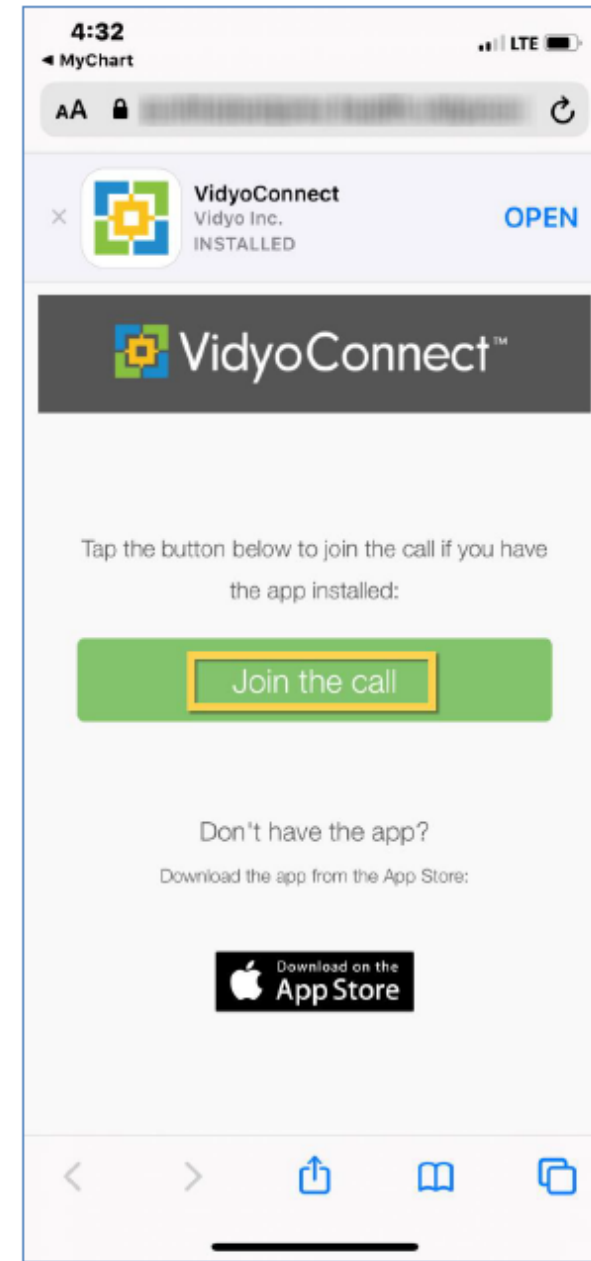 4:32
LTE
◀ MyChart
AA
VidyoConnect
Vidyo Inc.
INSTALLED
OPEN
VidyoConnect™
Tap the button below to join the call if you have
the app installed:
Join the call
Don't have the app?
Download the app from the App Store:
Download on the
App Store